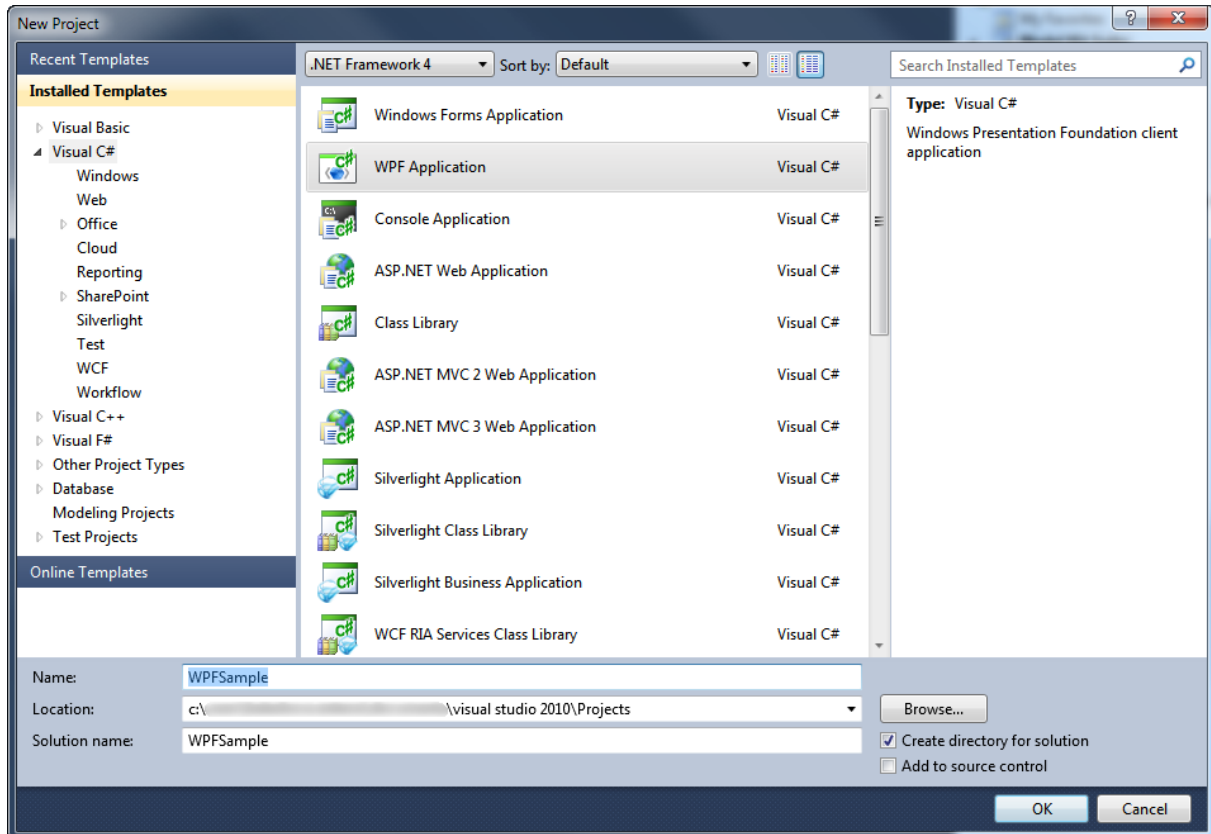 New Project
Recent Templates
Installed Templates
Visual Basic
Visual C#
Windows
Web
Office
Cloud
Reporting
SharePoint
Silverlight
Test
WCF
Workflow
Visual C++
Visual F#
Other Project Types
Database
Modeling Projects
Test Projects
Online Templates
.NET Framework 4 Sort by: Default
Windows Forms Application Visual C#
WPF Application Visual C#
Console Application Visual C#
ASP.NET Web Application Visual C#
Class Library Visual C#
ASP.NET MVC 2 Web Application Visual C#
ASP.NET MVC 3 Web Application Visual C#
Silverlight Application Visual C#
Silverlight Class Library Visual C#
Silverlight Business Application Visual C#
WCF RIA Services Class Library Visual C#
Search Installed Templates
Type: Visual C#
Windows Presentation Foundation client
application
Name: WPFSample
Location: c:\ \visual studio 2010\Projects
Browse...
Solution name: WPFSample
Create directory for solution
Add to source control
OK Cancel